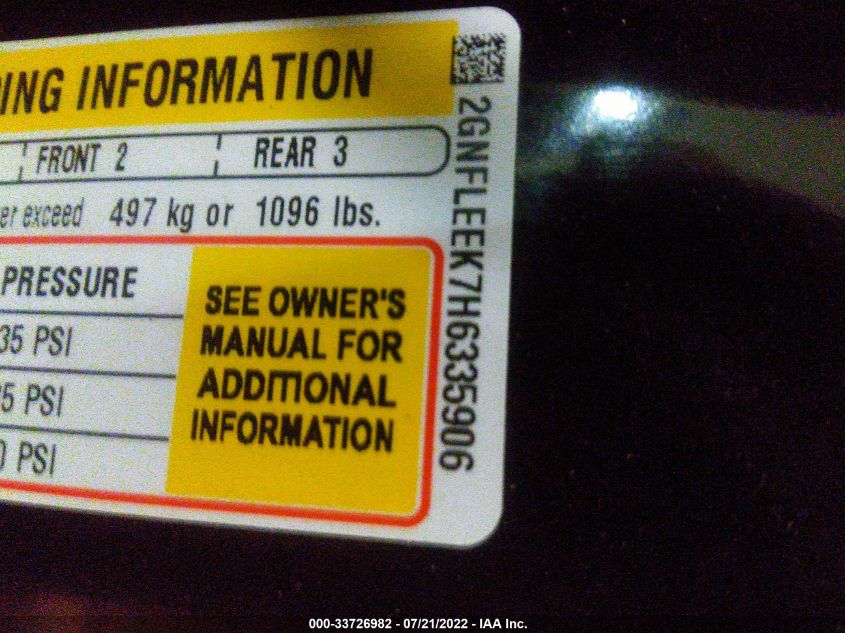 ING INFORMATION
FRONT 2 REAR 3
er exceed 497 kg or 1096 lbs.
PRESSURE
35 PSI
5 PSI
0 PSI
SEE OWNER'S
MANUAL FOR
ADDITIONAL
INFORMATION
2GNFLEEK7H6335906
000-33726982 - 07/21/2022 - IAA Inc.